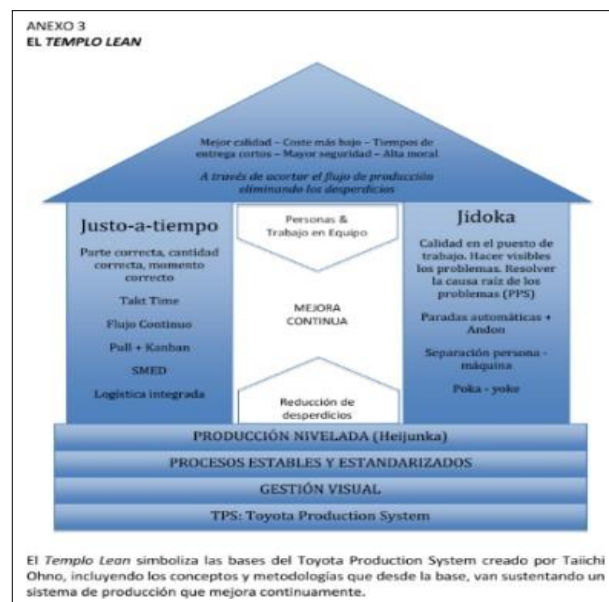 ANEXO 3
EL TEMPLO LEAN
Mejor calidad – Coste más bajo – Tiempos de
entrega cortos – Mayor seguridad – Alta moral
A través de acortar el flujo de producción
eliminando los desperdicios
Justo-a-tiempo
Parte correcta, cantidad
correcta, momento
correcto
Takt Time
Flujo Continuo
Pull + Kanban
SMED
Logística integrada
Personas &
Trabajo en Equipo
MEJORA
CONTINUA
Reducción de
desperdicios
Jidoka
Calidad en el puesto de
trabajo. Hacer visibles
los problemas. Resolver
la causa raíz de los
problemas (PPS)
Paradas automáticas +
Andon
Separación persona -
máquina
Poka - yoke
PRODUCCIÓN NIVELADA (Heijunka)
PROCESOS ESTABLES Y ESTANDARIZADOS
GESTIÓN VISUAL
TPS: Toyota Production System
El Templo Lean simboliza las bases del Toyota Production System creado por Taiichi
Ohno, incluyendo los conceptos y metodologías que desde la base, van sustentando un
sistema de producción que mejora continuamente.